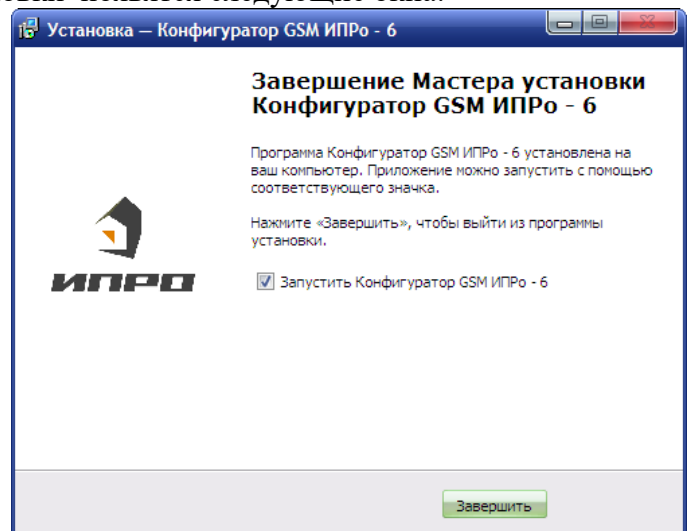 появится следующие
Установка — Конфигуратор GSM ИПРо - 6
Завершение Мастера установки
Конфигуратор GSM ИПРо - 6
Программа Конфигуратор GSM ИПРо - 6 установлена на
ваш компьютер. Приложение можно запустить с помощью
соответствующего значка.
Нажмите «Завершить», чтобы выйти из программы
установки.
ИПРО
Запустить Конфигуратор GSM ИПРо - 6
Завершить